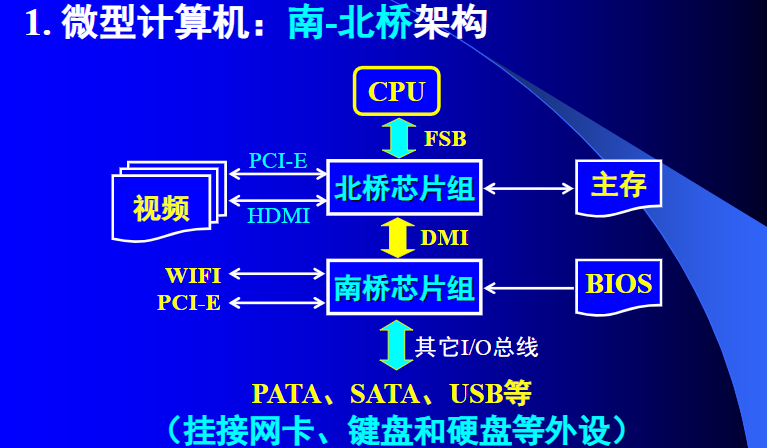 1. 微型计算机：南-北桥架构
CPU
FSB
PCI-E
北桥芯片组
主存
视频
HDMI
DMI
WIFI
南桥芯片组
BIOS
PCI-E
其它I/O总线
PATA、SATA、USB等
（挂接网卡、键盘和硬盘等外设）